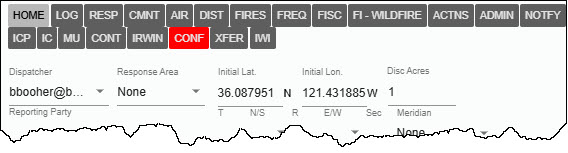 HOME LOG RESP CMNT AIR DIST FIRES FREQ FISC FI - WILDFIRE ACTNS ADMIN NOTFY
ICP IC MU CONT IRWIN CONF XFER IWI
Dispatcher Response Area Initial Lat. Initial Lon. Disc Acres
bbooher@b... None 36.087951 N 121.431885 W 1
Reporting Party T N/S R E/W Sec Meridian
None